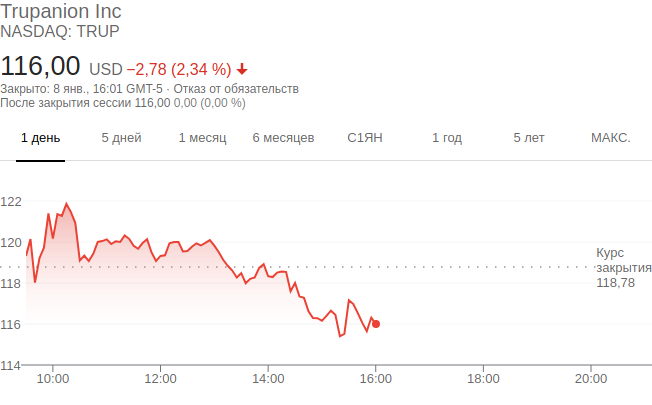 Trupanion Inc
NASDAQ: TRUP
116,00 USD −2,78 (2,34 %)
Закрыто: 8 янв., 16:01 GMT-5 · Отказ от обязательств
После закрытия сессии 116,00 0,00 (0,00 %)
1 день 5 дней 1 месяц 6 месяцев С1ЯН 1 год 5 лет МАКС.
122
120
Курс
закрытия
118,78
118
116
114
10:00 12:00 14:00 16:00 18:00 20:00